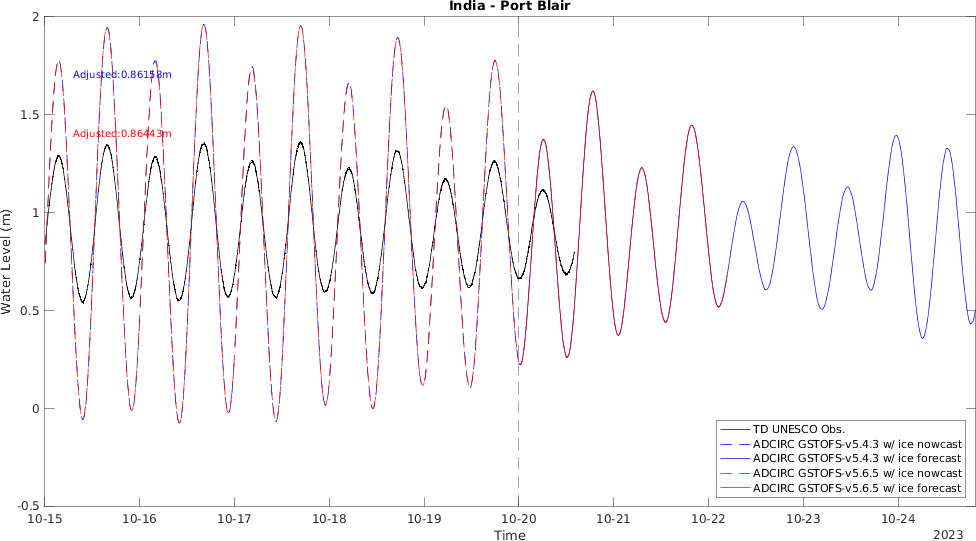 India - Port Blair
2
1.5
1
0.5
0
-0.5
Water Level (m)
Adjusted:0.86158m
Adjusted:0.86443m
TD UNESCO Obs.
ADCIRC GSTOFS-v5.4.3 w/ ice nowcast
ADCIRC GSTOFS-v5.4.3 w/ ice forecast
ADCIRC GSTOFS-v5.6.5 w/ ice nowcast
ADCIRC GSTOFS-v5.6.5 w/ ice forecast
10-15 10-16 10-17 10-18 10-19 10-20 10-21 10-22 10-23 10-24
Time
2023